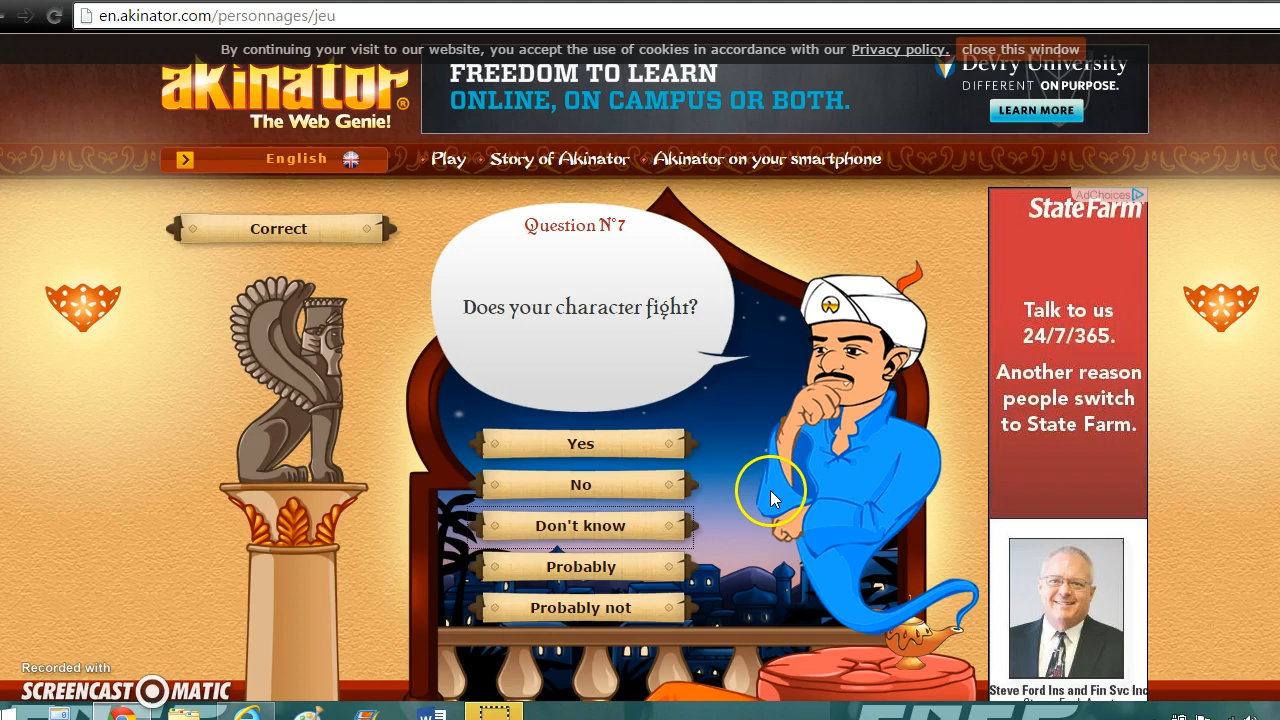 en.akinator.com/personnages/jeu
By continuing your visit to our website, you accept the use of cookies in accordance with our Privacy policy. close this window
akinator®
The Web Genie!
FREEDOM TO LEARN
ONLINE, ON CAMPUS OR BOTH.
DeVry University
DIFFERENT. ON PURPOSE.
LEARN MORE
English
Play
Story of Akinator
Akinator on your smartphone
Correct
Question N°7
Does your character fight?
Yes
No
Don't know
Probably
Probably not
AdChoices
State Farm
Talk to us
24/7/365.
Another reason
people switch
to State Farm.
Steve Ford Ins and Fin Svc Inc
Recorded with
SCREENCAST MATIC